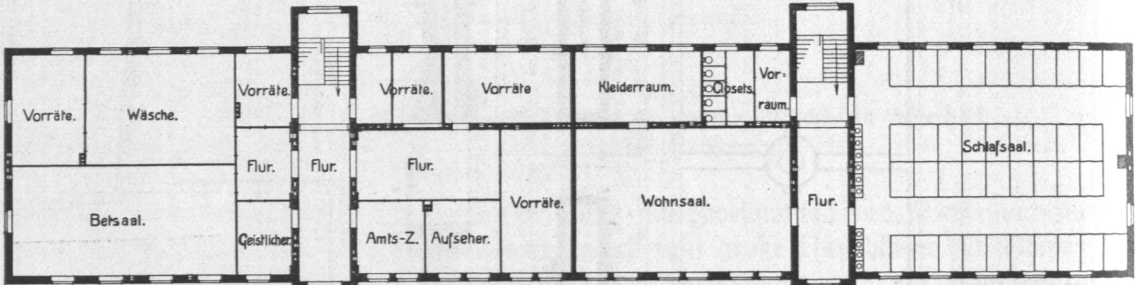 Vorräte.
Wäsche.
Vorräte.
Vorräte.
Vorräte
Kleiderraum.
Closets.
Vor=
raum.
Schlafsaal.
Flur.
Flur.
Flur.
Betsaal.
Vorräte.
Wohnsaal.
Flur.
Geistlicher.
Amts-Z.
Aufseher.